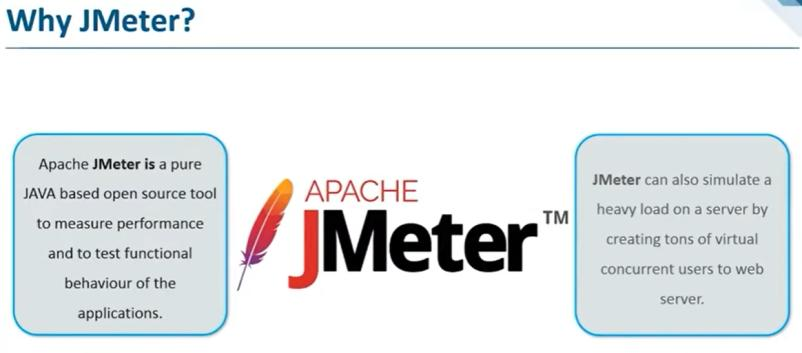 Why JMeter?
Apache JMeter is a pure
JAVA based open source tool
to measure performance
and to test functional
behaviour of the
applications.
APACHE
JMeter™
JMeter can also simulate a
heavy load on a server by
creating tons of virtual
concurrent users to web
server.